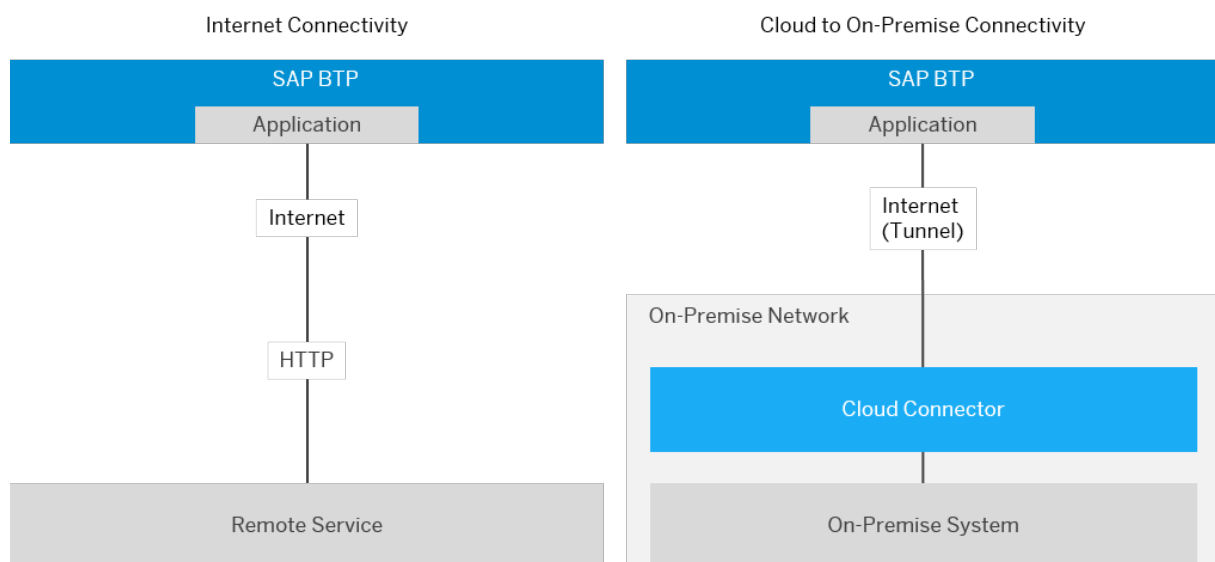 Internet Connectivity
SAP BTP
Application
Internet
HTTP
Remote Service
Cloud to On-Premise Connectivity
SAP BTP
Application
Internet
(Tunnel)
On-Premise Network
Cloud Connector
On-Premise System